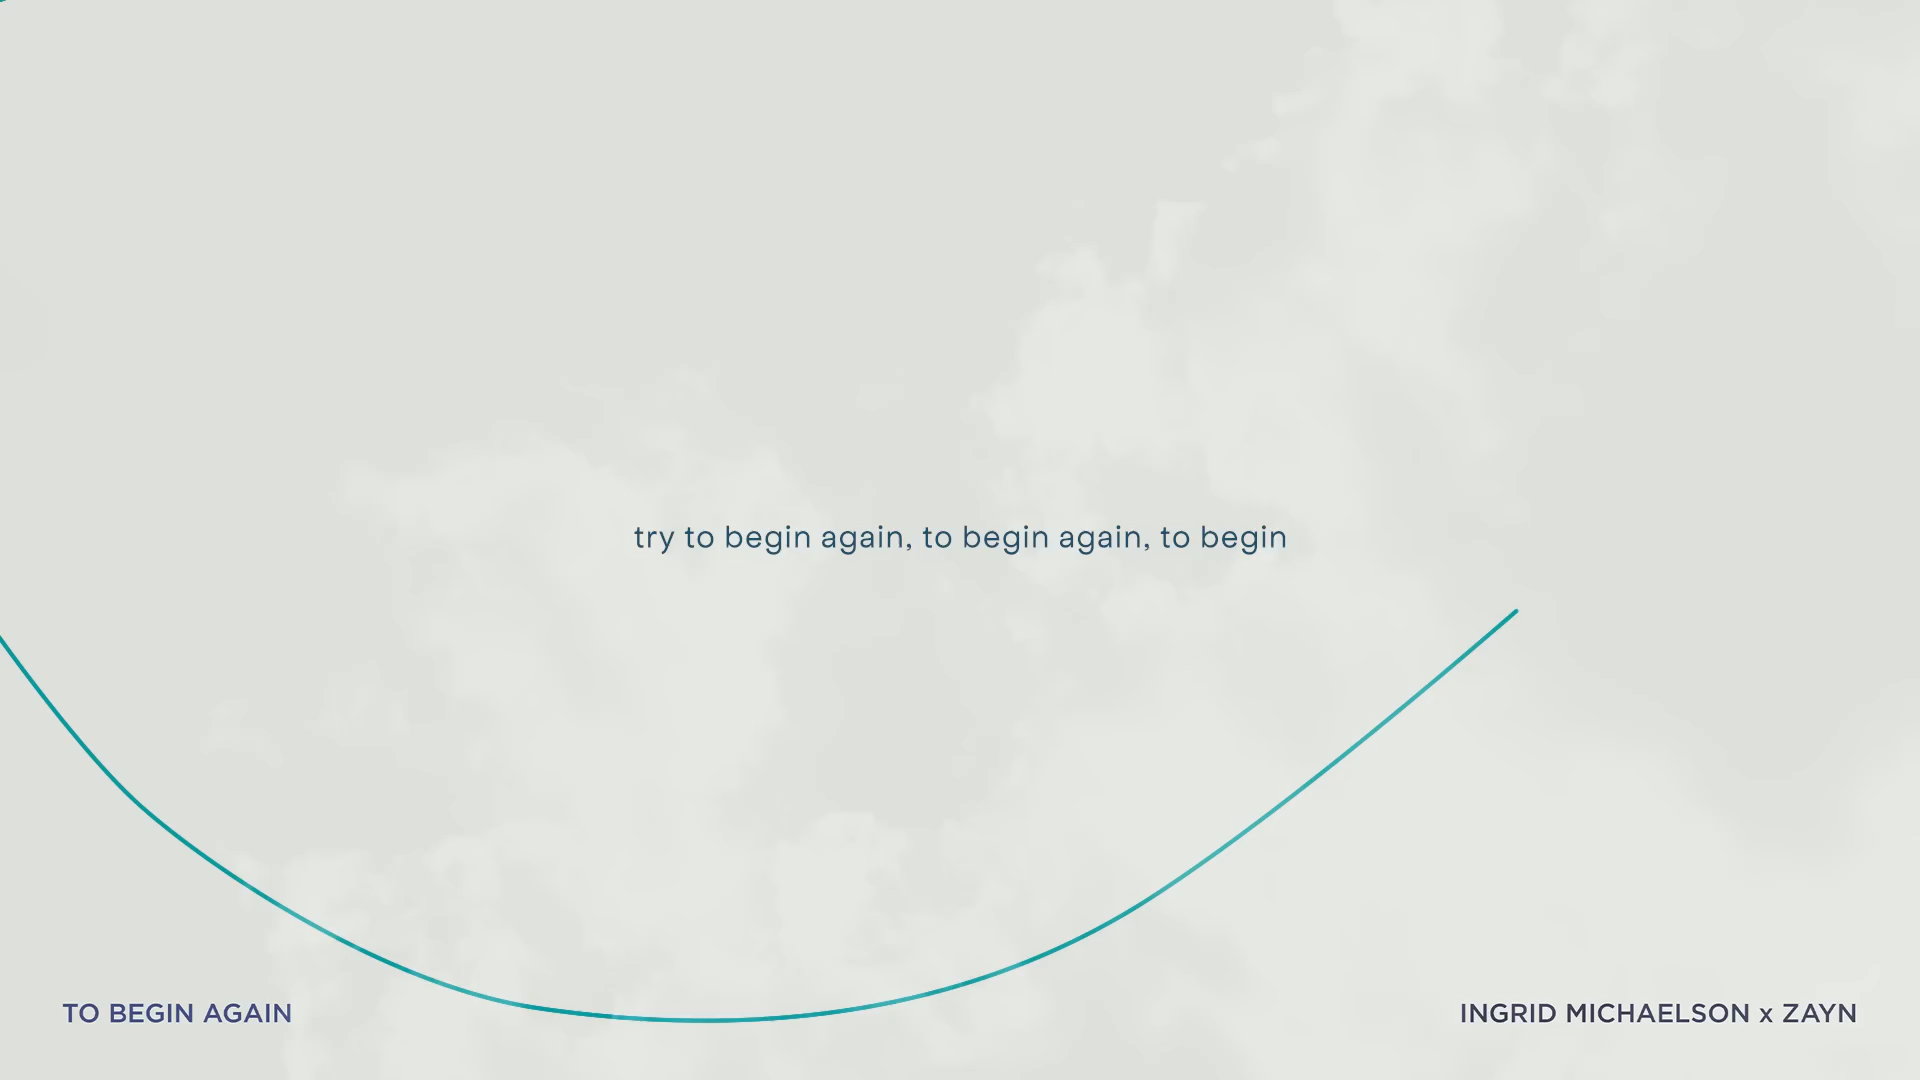 try to begin again, to begin again, to begin
TO BEGIN AGAIN
INGRID MICHAELSON x ZAYN